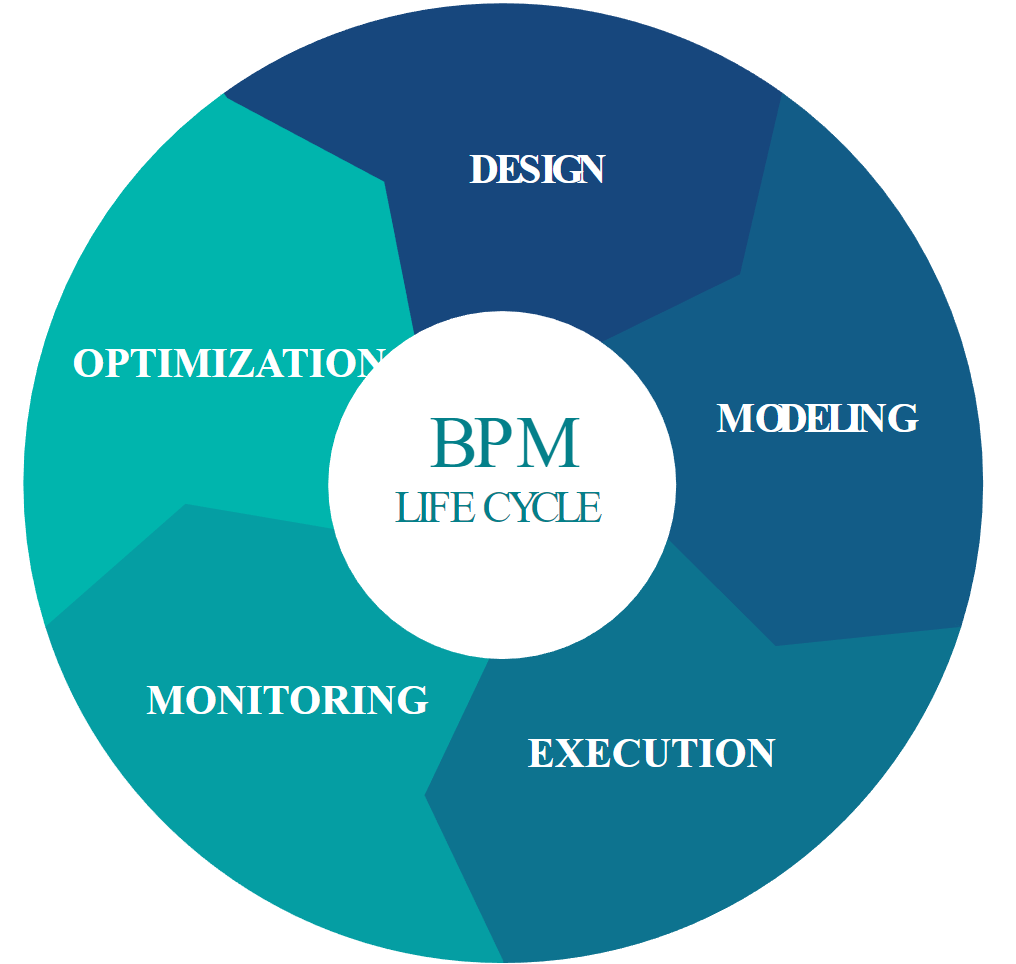 DESIGN
OPTIMIZATION
MODELING
BPM
LIFE CYCLE
MONITORING
EXECUTION